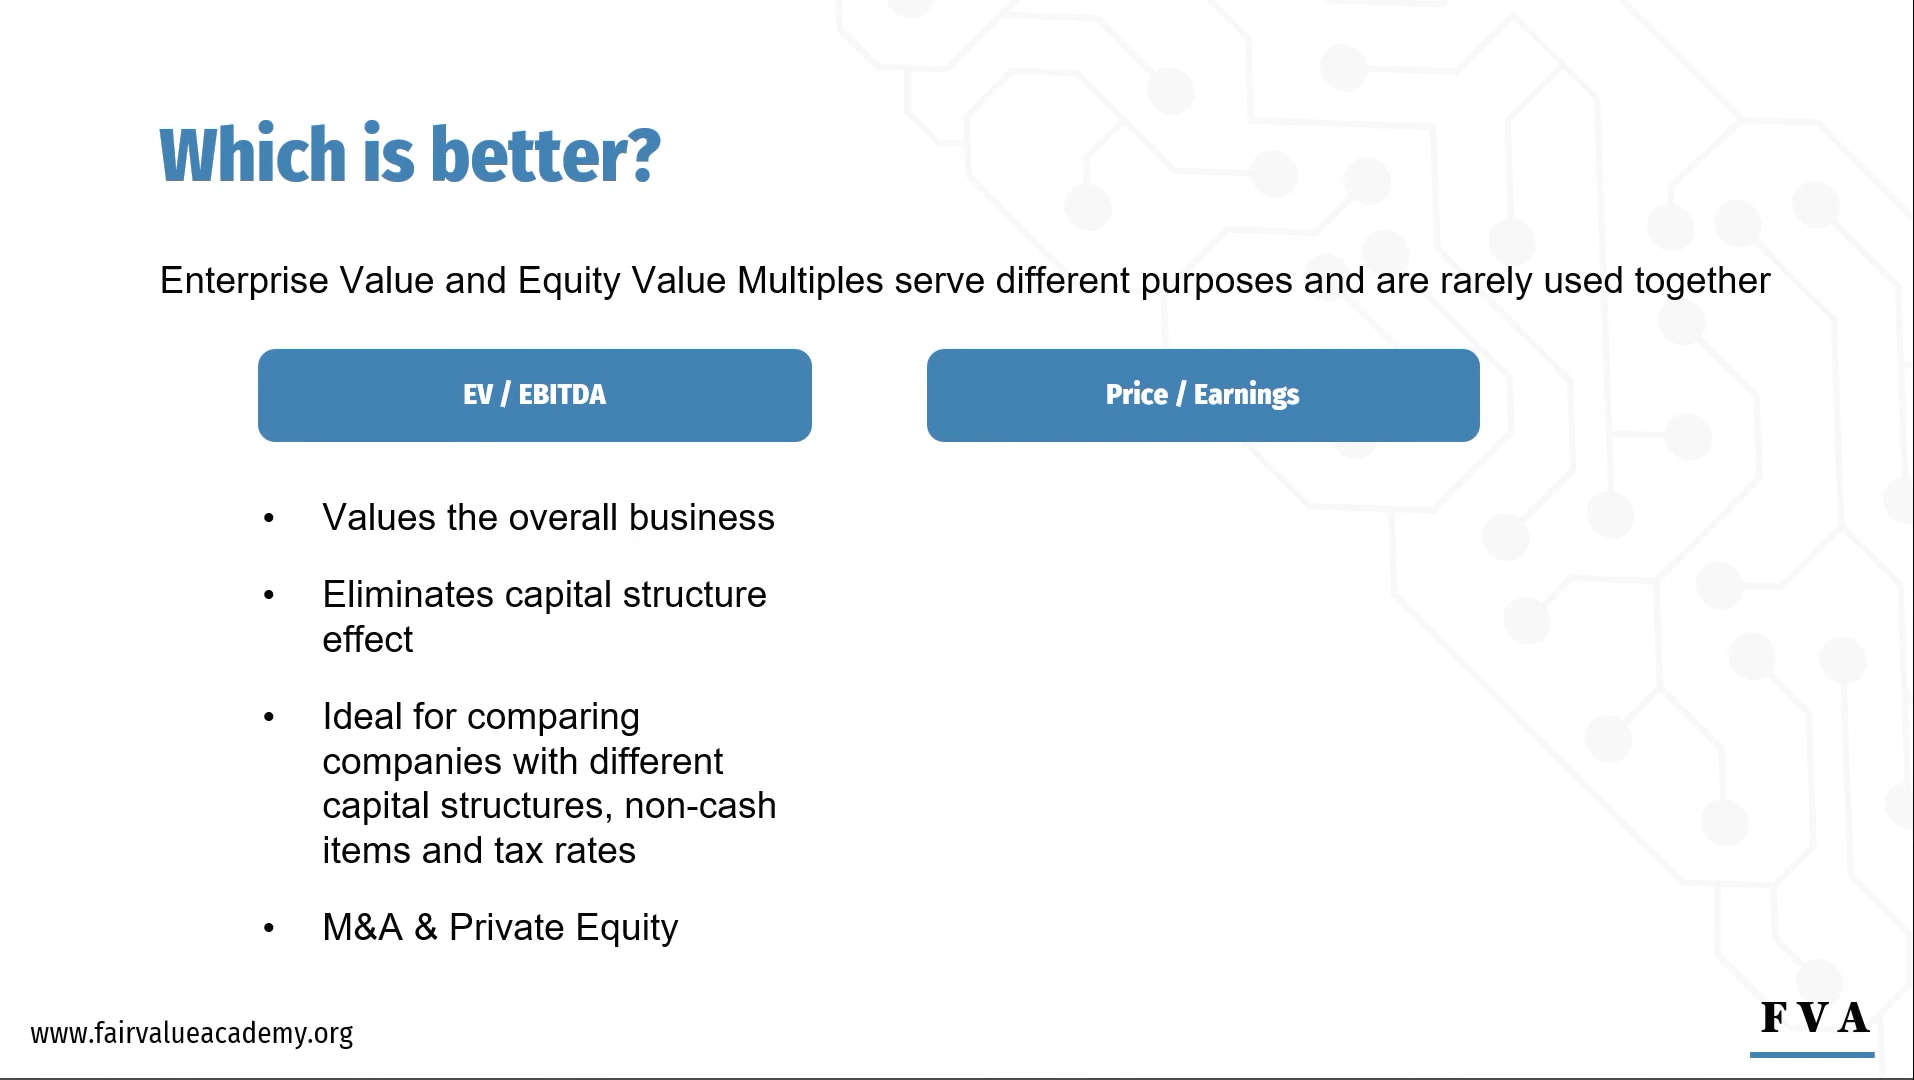 Which is better?
Enterprise Value and Equity Value Multiples serve different purposes and are rarely used together
EV / EBITDA
Price / Earnings
• Values the overall business
• Eliminates capital structure
effect
• Ideal for comparing
companies with different
capital structures, non-cash
items and tax rates
• M&A & Private Equity
www.fairvalueacademy.org
FVA